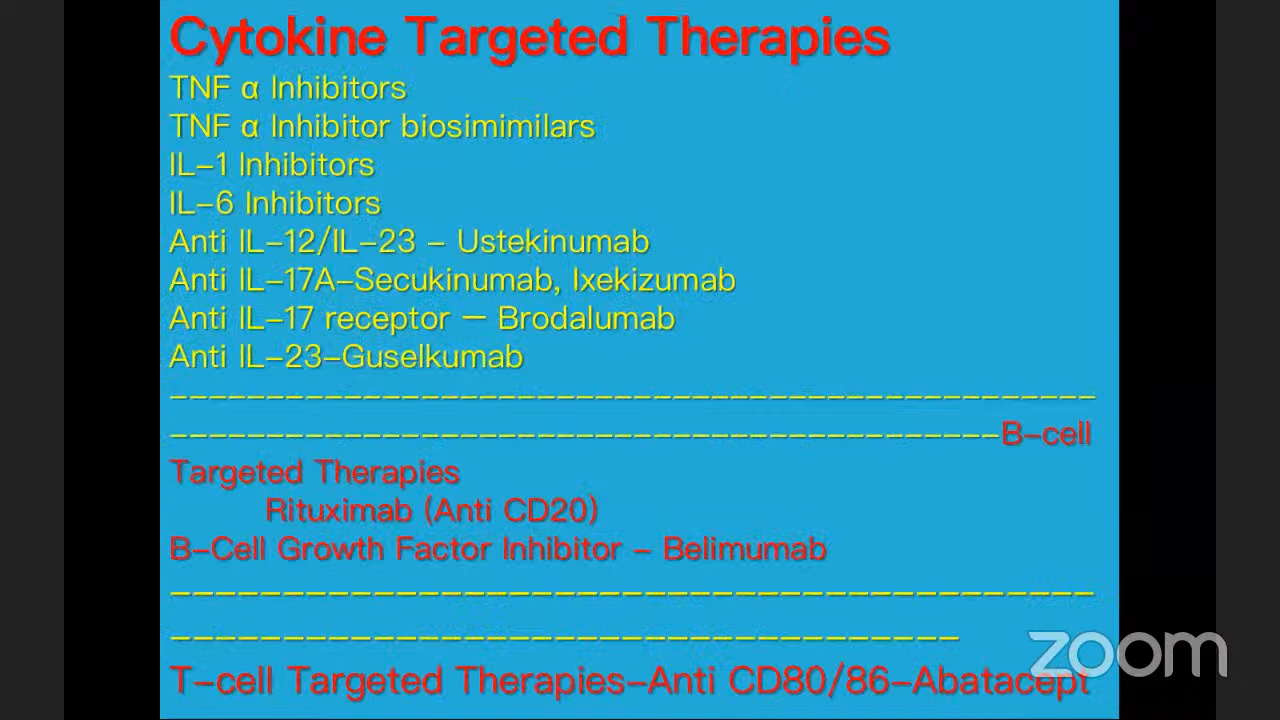 Cytokine Targeted Therapies
TNF α Inhibitors
TNF α Inhibitor biosimimilars
IL-1 Inhibitors
IL-6 Inhibitors
Anti IL-12/IL-23 - Ustekinumab
Anti IL-17A-Secukinumab, Ixekizumab
Anti IL-17 receptor — Brodalumab
Anti IL-23-Guselkumab
------------------------------------------------
-------------------------------------------B-cell
Targeted Therapies
Rituximab (Anti CD20)
B-Cell Growth Factor Inhibitor - Belimumab
-----------------------------------------
-----------------------------------
T-cell Targeted Therapies-Anti CD80/86-Abatacept
zoom